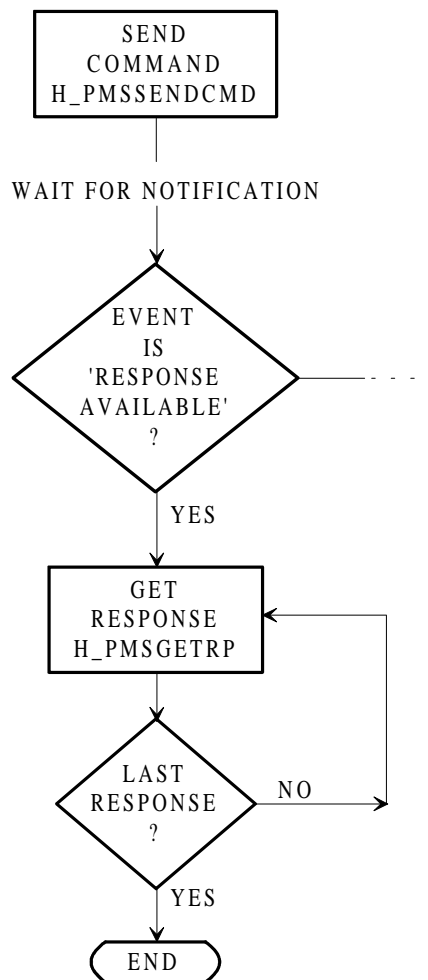 SEND
COMMAND
H_PMSSENDCMD
WAIT FOR NOTIFICATION
EVENT
IS
'RESPONSE
AVAILABLE'
?
YES
GET
RESPONSE
H_PMSGETRP
LAST
RESPONSE
?
NO
YES
END